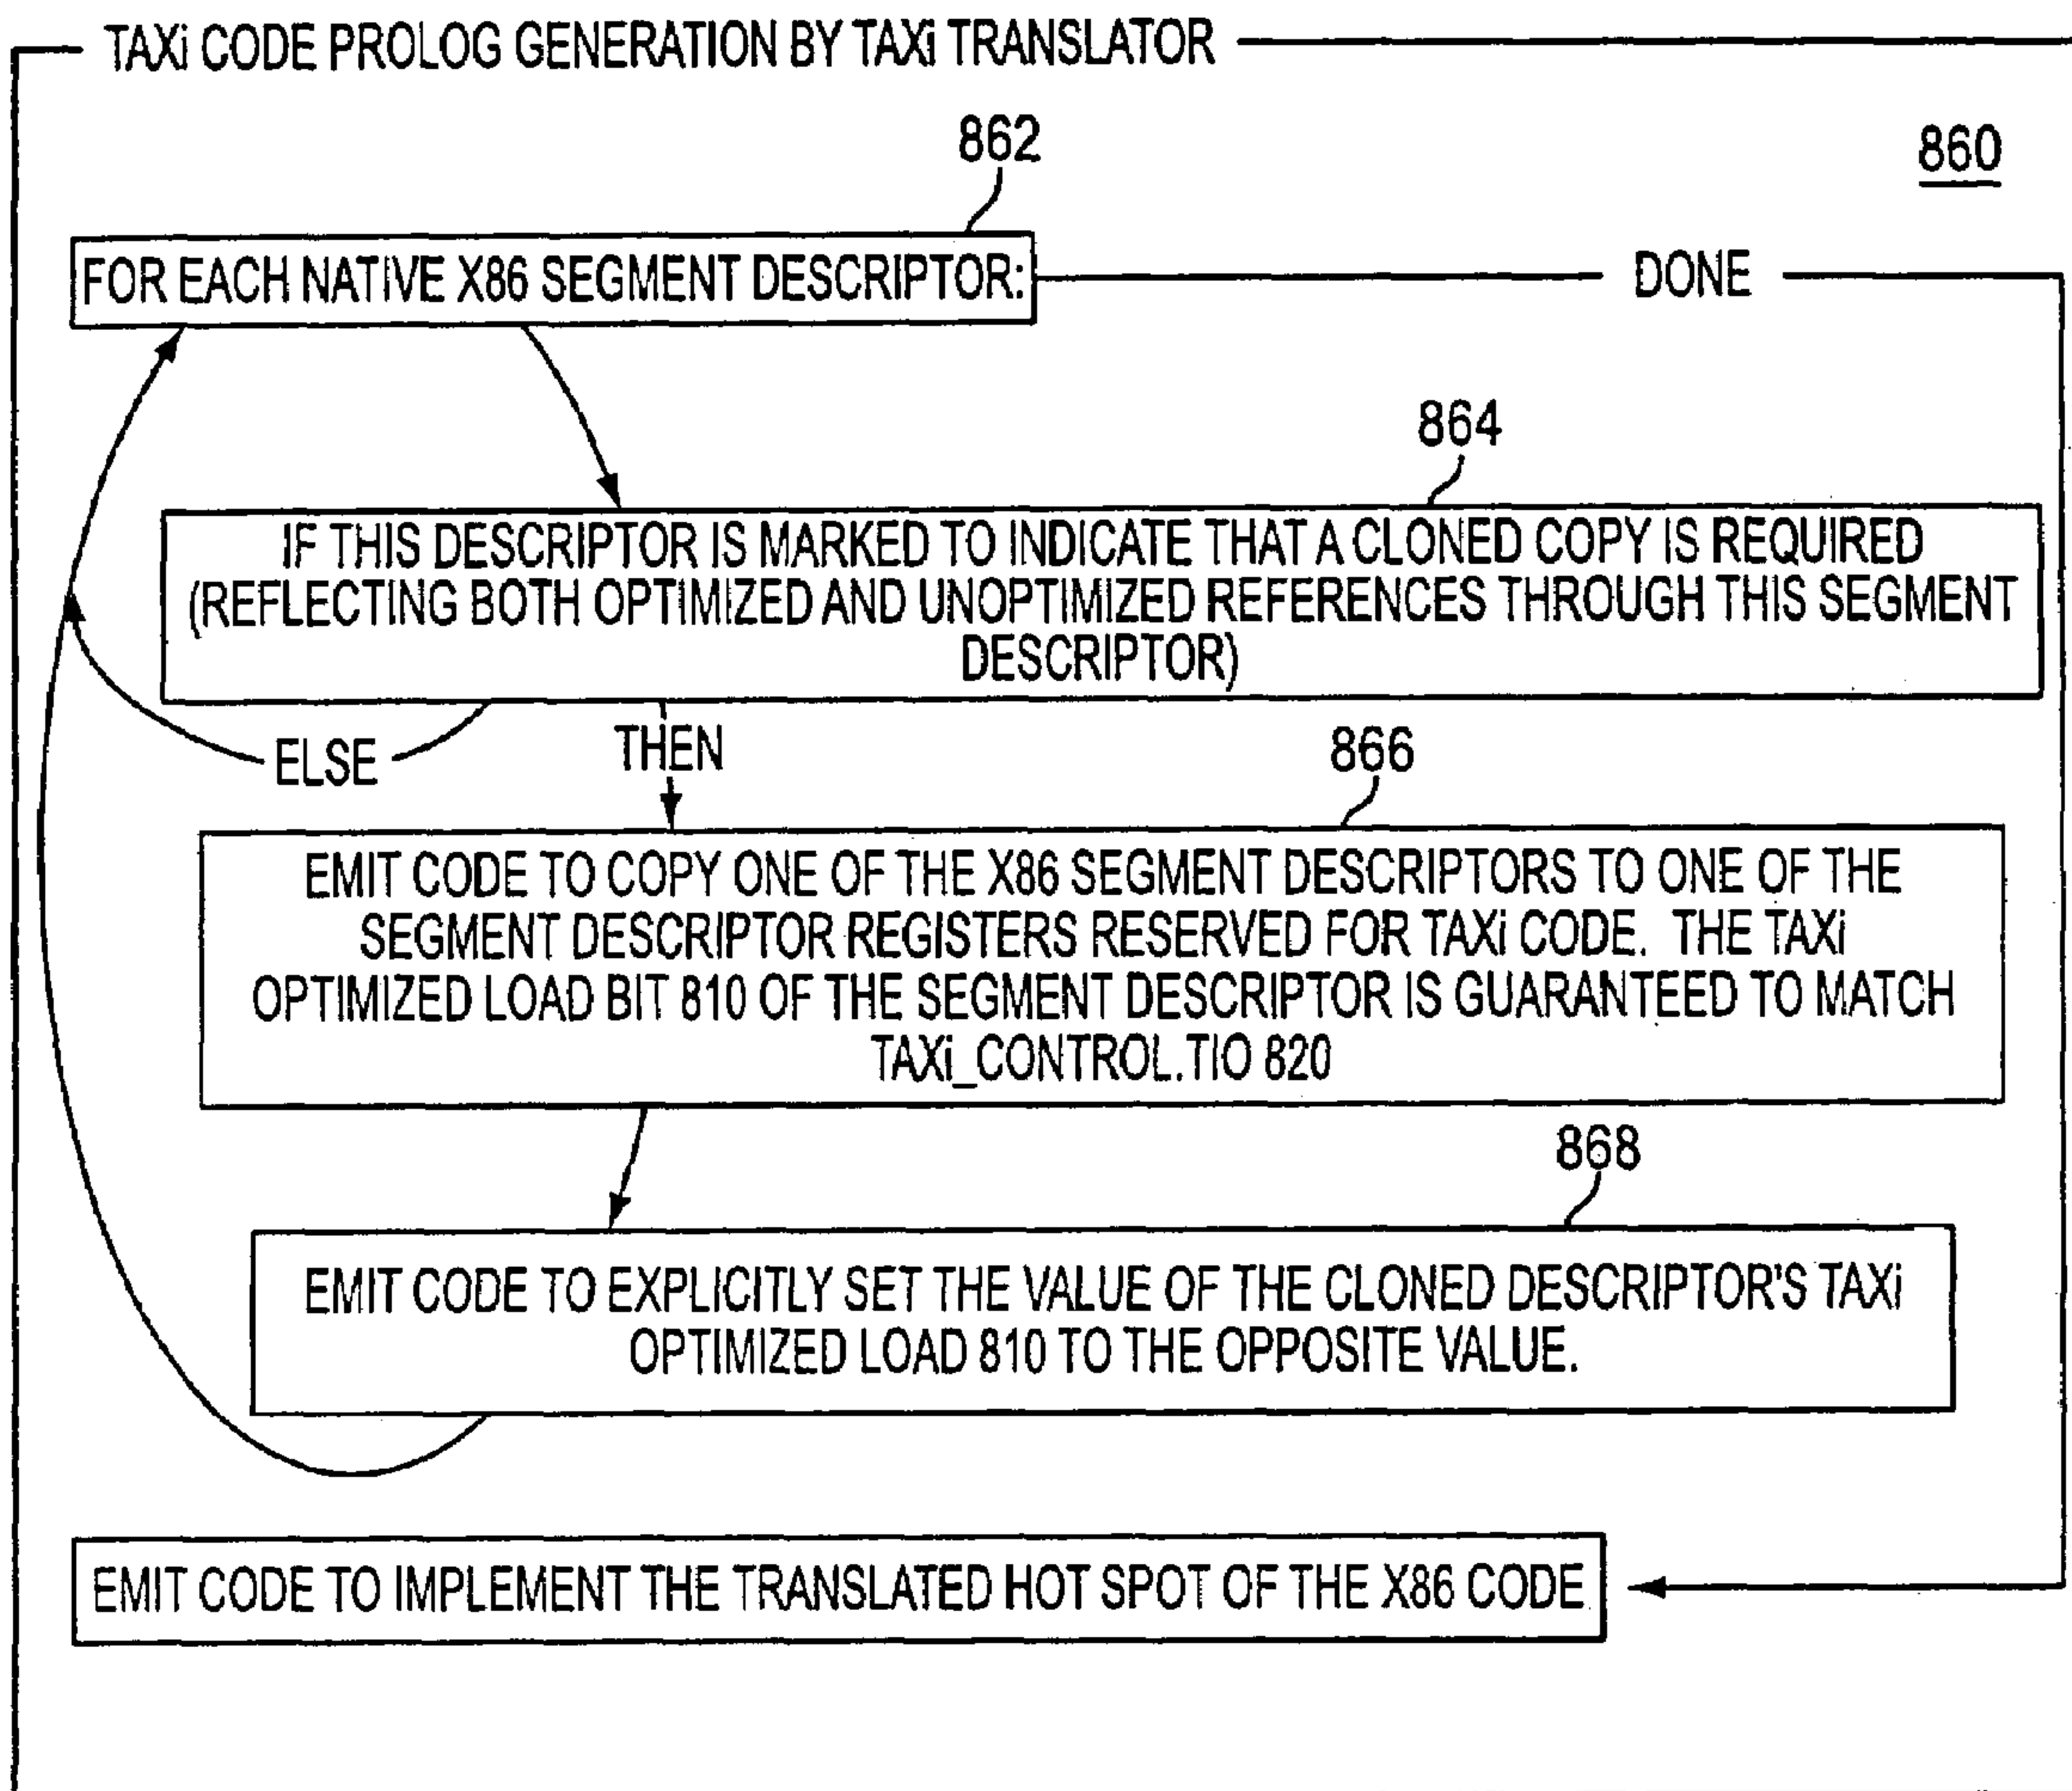 TAXi CODE PROLOG GENERATION BY TAXi TRANSLATOR
862
860
FOR EACH NATIVE X86 SEGMENT DESCRIPTOR:
DONE
864
IF THIS DESCRIPTOR IS MARKED TO INDICATE THAT A CLONED COPY IS REQUIRED
(REFLECTING BOTH OPTIMIZED AND UNOPTIMIZED REFERENCES THROUGH THIS SEGMENT
DESCRIPTOR)
ELSE
THEN
866
EMIT CODE TO COPY ONE OF THE X86 SEGMENT DESCRIPTORS TO ONE OF THE
SEGMENT DESCRIPTOR REGISTERS RESERVED FOR TAXi CODE. THE TAXi
OPTIMIZED LOAD BIT 810 OF THE SEGMENT DESCRIPTOR IS GUARANTEED TO MATCH
TAXi_CONTROL.TIO 820
868
EMIT CODE TO EXPLICITLY SET THE VALUE OF THE CLONED DESCRIPTOR'S TAXi
OPTIMIZED LOAD 810 TO THE OPPOSITE VALUE.
EMIT CODE TO IMPLEMENT THE TRANSLATED HOT SPOT OF THE X86 CODE